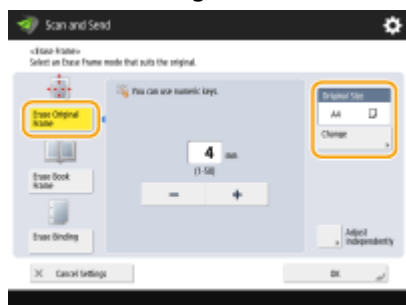 Scan and Send
<Erase Frame>
Select an Erase Frame mode that suits the original.
You can use numeric keys.
Erase Original
Frame
Original Size
A4
Change
4 mm
(1-50)
Erase Book
Frame
Erase Binding
Adjust
Independently
Cancel Settings
OK